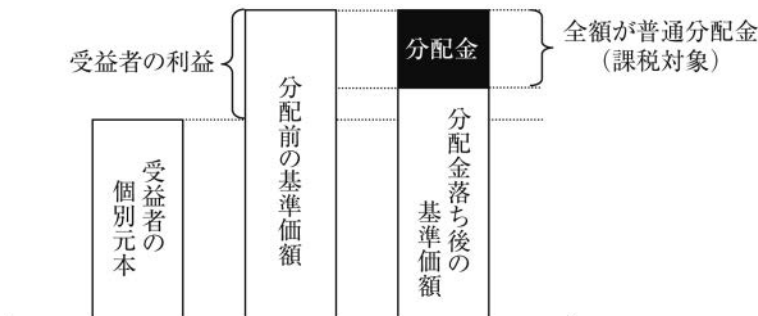 受益者の利益
分配金
全額が普通分配金
（課税対象）
受益者の
個別元本
分配前の基準価額
分配金落ち後の
基準価額